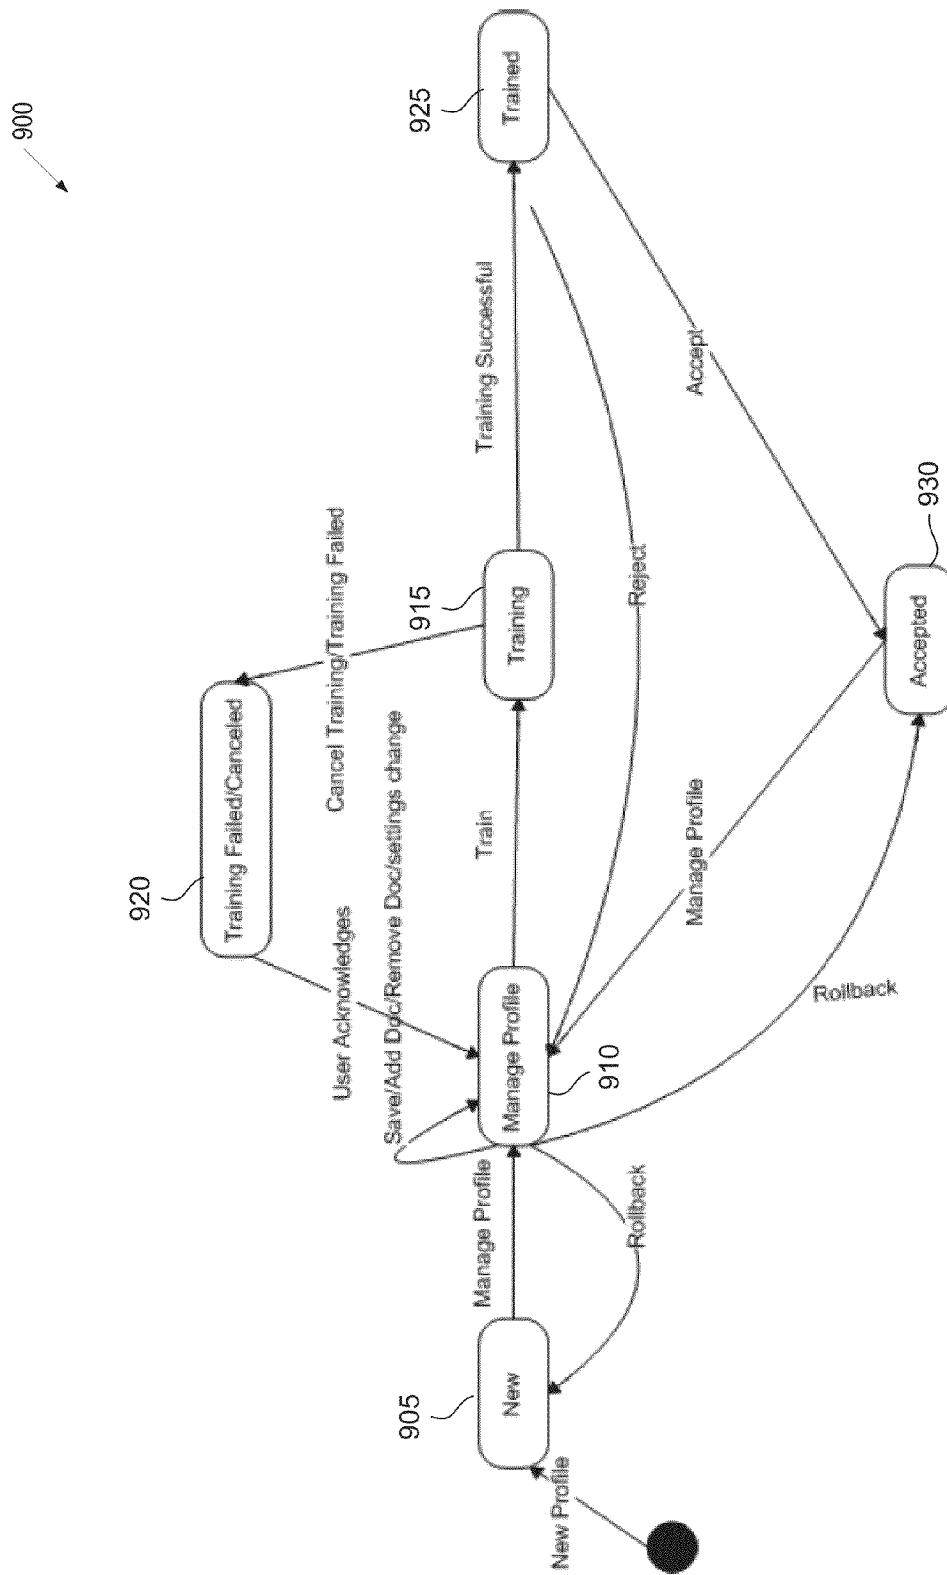 900
920
Training Failed/Canceled
User Acknowledges
Cancel Training/Training Failed
Save/Add Doc/Remove Doc/settings change
905
New
New Profile
Manage Profile
Manage Profile
910
Train
915
Training
Training Successful
925
Trained
Rollback
Reject
Manage Profile
Accept
Rollback
Accepted
930